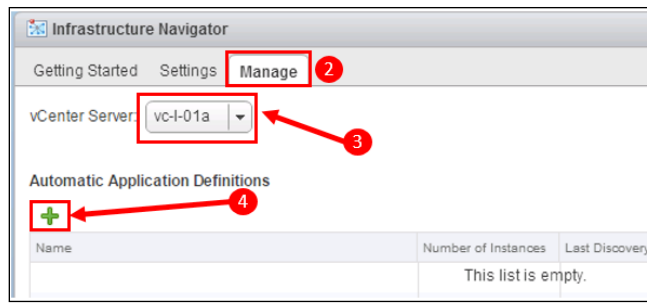 Infrastructure Navigator
Getting Started Settings Manage 2
vCenter Server: vc-l-01a
3
Automatic Application Definitions
4
Name Number of Instances Last Discovery
This list is empty.